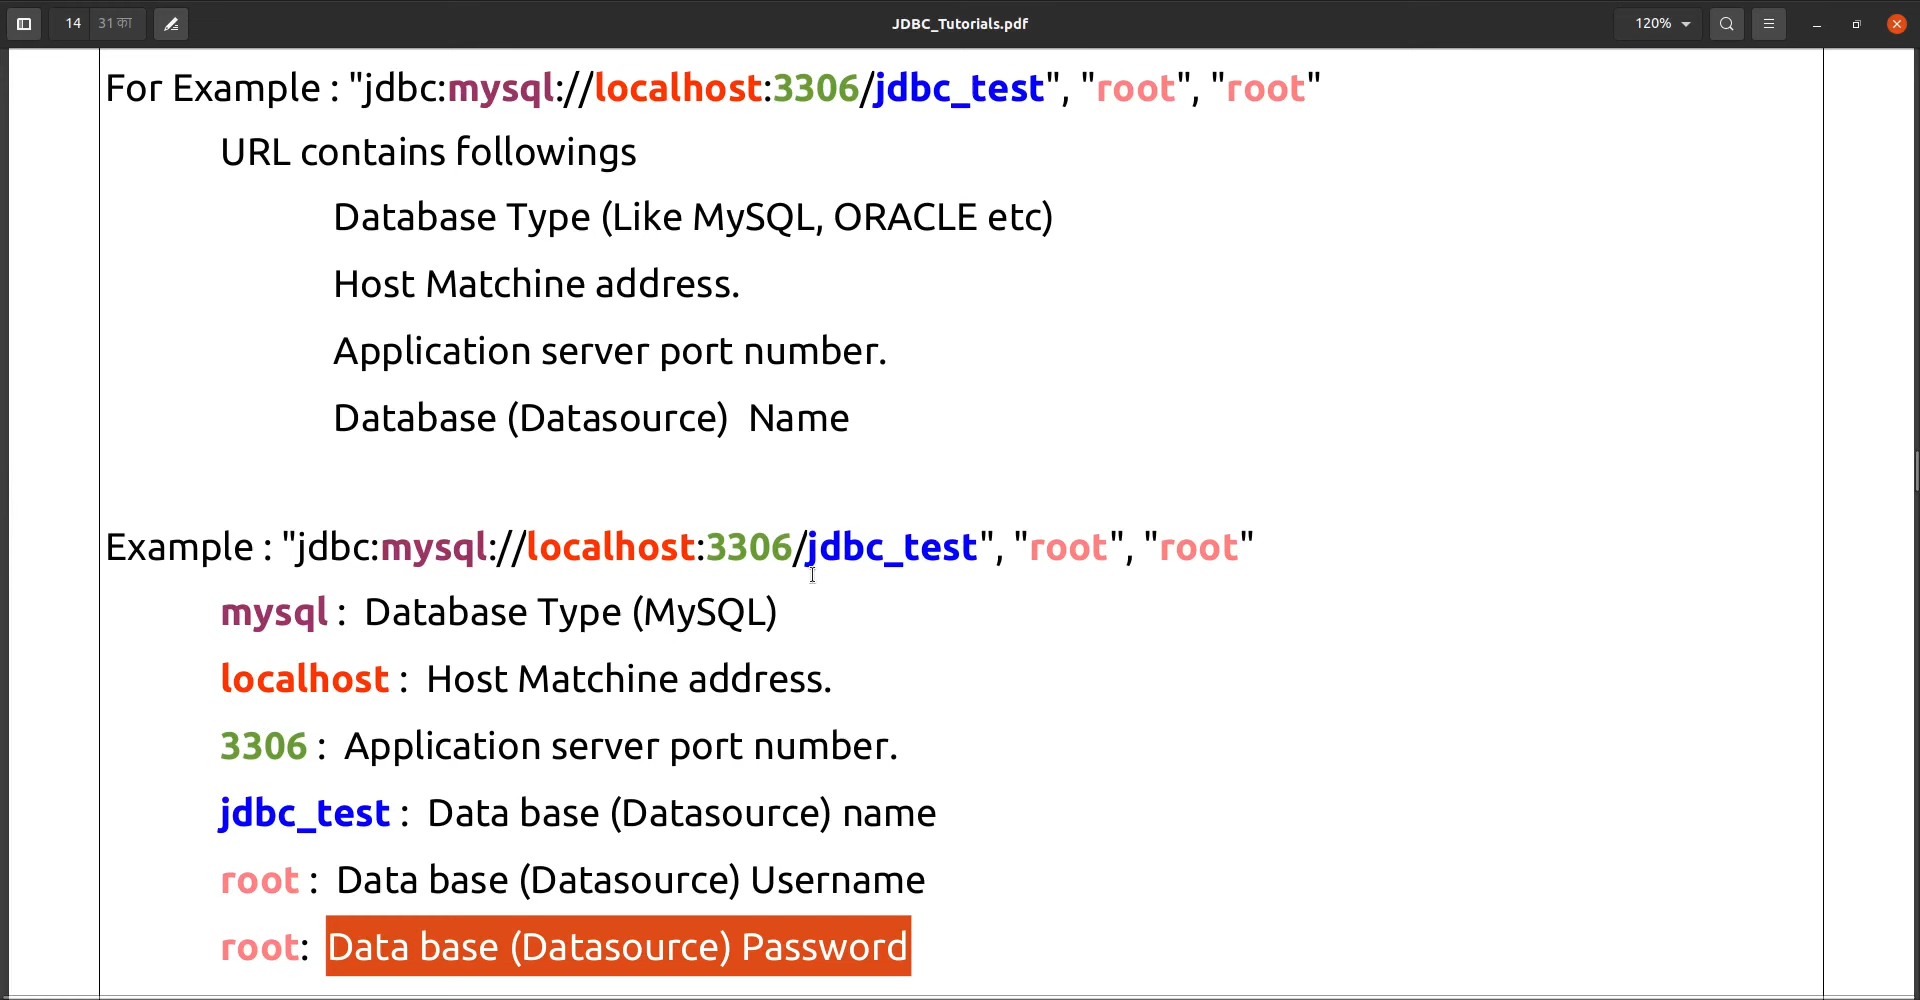 14 31 का JDBC_Tutorials.pdf 120%
For Example : "jdbc:mysql://localhost:3306/jdbc_test", "root", "root"
URL contains followings
Database Type (Like MySQL, ORACLE etc)
Host Matchine address.
Application server port number.
Database (Datasource) Name
Example : "jdbc:mysql://localhost:3306/jdbc_test", "root", "root"
mysql : Database Type (MySQL)
localhost : Host Matchine address.
3306 : Application server port number.
jdbc_test : Data base (Datasource) name
root : Data base (Datasource) Username
root: Data base (Datasource) Password